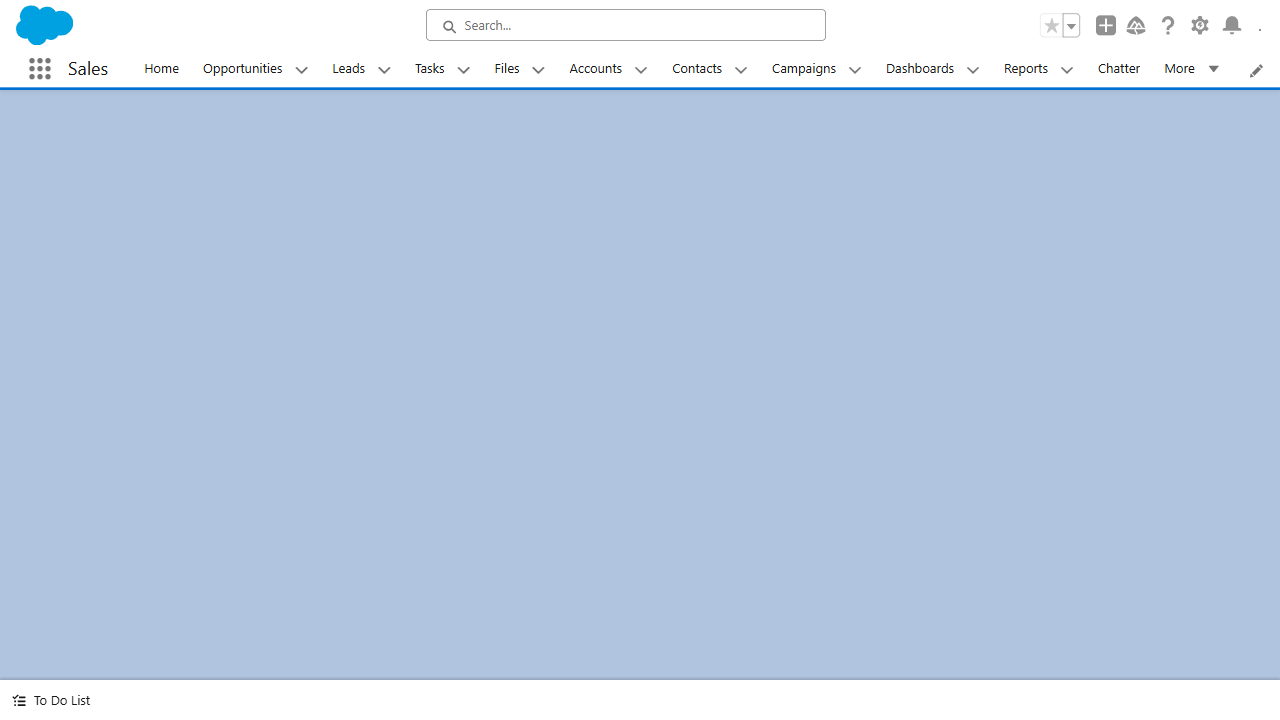 Search...
Sales
Home
Opportunities
Leads
Tasks
Files
Accounts
Contacts
Campaigns
Dashboards
Reports
Chatter
More
To Do List